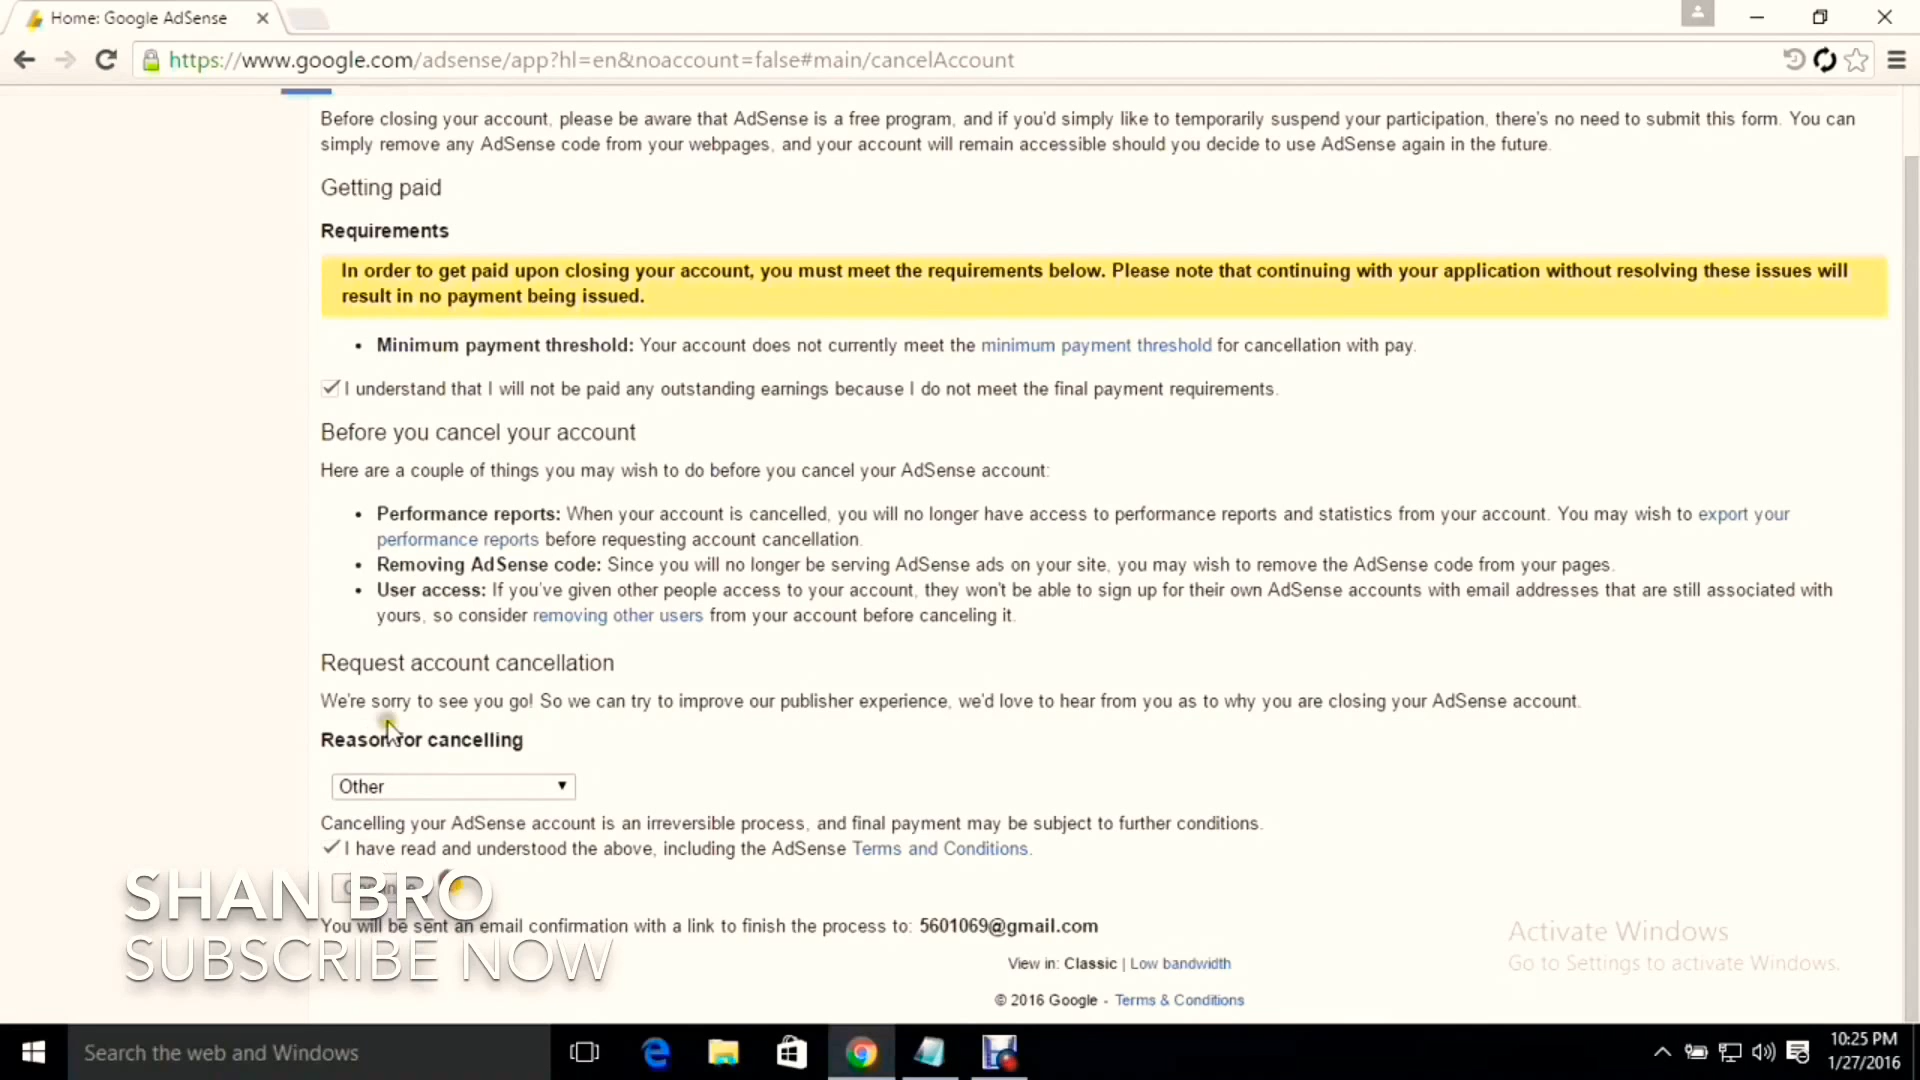 Home: Google AdSense
https://www.google.com/adsense/app?hl=en&noaccount=false#main/cancelAccount
Before closing your account, please be aware that AdSense is a free program, and if you'd simply like to temporarily suspend your participation, there's no need to submit this form. You can
simply remove any AdSense code from your webpages, and your account will remain accessible should you decide to use AdSense again in the future.
Getting paid
Requirements
In order to get paid upon closing your account, you must meet the requirements below. Please note that continuing with your application without resolving these issues will
result in no payment being issued.
• Minimum payment threshold: Your account does not currently meet the minimum payment threshold for cancellation with pay.
I understand that I will not be paid any outstanding earnings because I do not meet the final payment requirements.
Before you cancel your account
Here are a couple of things you may wish to do before you cancel your AdSense account:
• Performance reports: When your account is cancelled, you will no longer have access to performance reports and statistics from your account. You may wish to export your
performance reports before requesting account cancellation.
• Removing AdSense code: Since you will no longer be serving AdSense ads on your site, you may wish to remove the AdSense code from your pages.
• User access: If you've given other people access to your account, they won't be able to sign up for their own AdSense accounts with email addresses that are still associated with
yours, so consider removing other users from your account before canceling it.
Request account cancellation
We're sorry to see you go! So we can try to improve our publisher experience, we'd love to hear from you as to why you are closing your AdSense account.
Reason for cancelling
Other
Cancelling your AdSense account is an irreversible process, and final payment may be subject to further conditions.
I have read and understood the above, including the AdSense Terms and Conditions.
SHAN BRO
You will be sent an email confirmation with a link to finish the process to: 5601069@gmail.com
SUBSCRIBE NOW
Activate Windows
Go to Settings to activate Windows.
View in: Classic | Low bandwidth
© 2016 Google - Terms & Conditions
Search the web and Windows
10:25 PM
1/27/2016